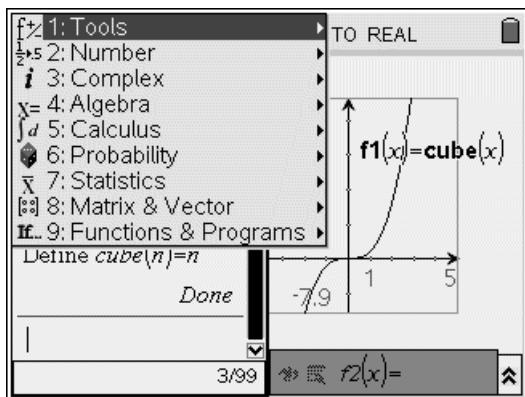 1: Tools
2: Number
3: Complex
4: Algebra
5: Calculus
6: Probability
7: Statistics
8: Matrix & Vector
9: Functions & Programs
TO REAL
f1(x)=cube(x)
Define cube(n)=n
Done
3/99
1
5
-7.9
f2(x)=